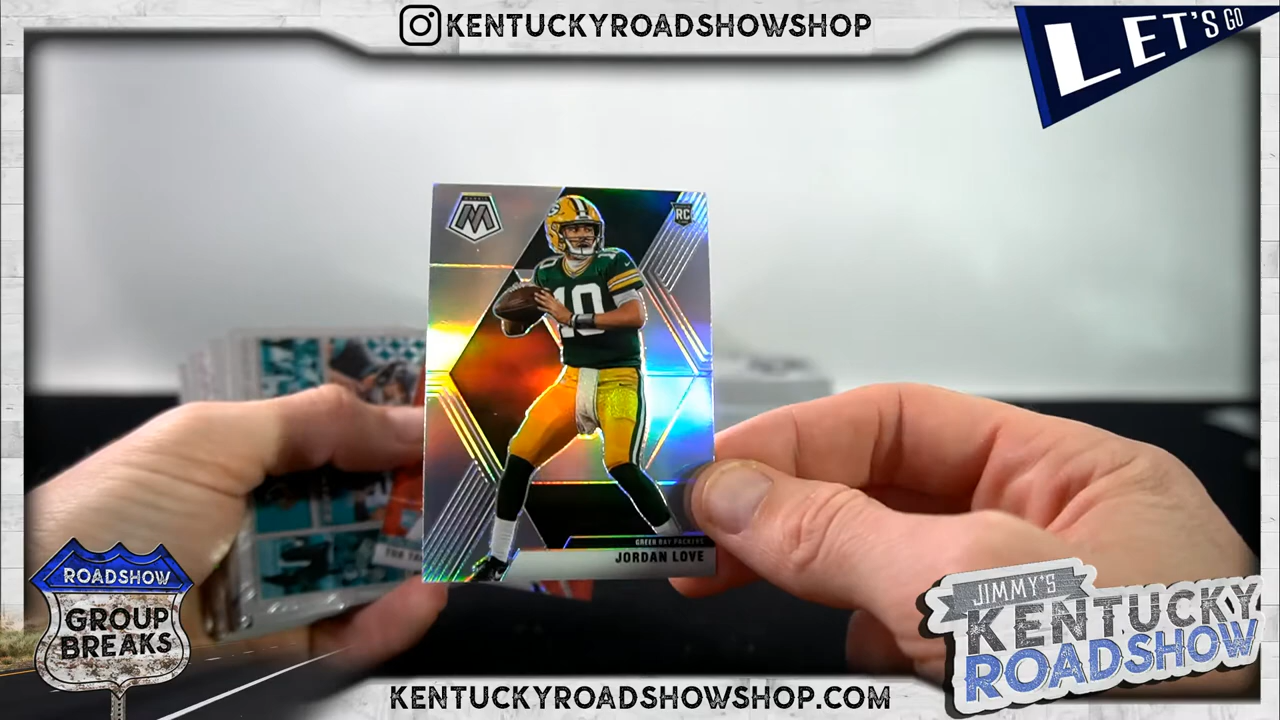 KENTUCKYROADSHOWSHOP
LET'S GO
M
RC
10
GREEN BAY PACKERS
JORDAN LOVE
ROADSHOW
GROUP
BREAKS
JIMMY'S
KENTUCKY
ROADSHOW
KENTUCKYROADSHOWSHOP.COM